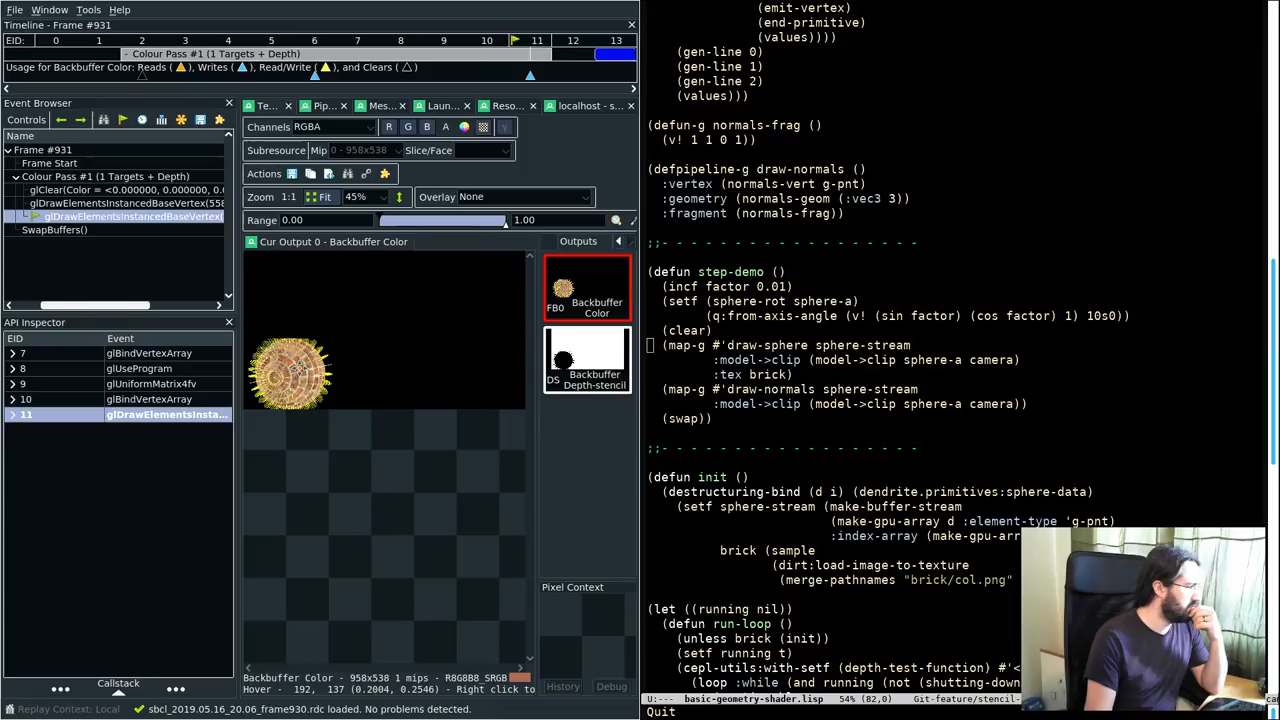 File Window Tools Help
Timeline - Frame #931
EID: 0 1 2 3 4 5 6 7 8 9 10 11 12 13
- Colour Pass #1 (1 Targets + Depth)
Usage for Backbuffer Color: Reads ( ), Writes ( ), Read/Write ( ), and Clears ( )
Event Browser
Controls
Name
Frame #931
Frame Start
Colour Pass #1 (1 Targets + Depth)
glClear(Color = <0.000000, 0.000000, 0.0
glDrawElementsInstancedBaseVertex(558
glDrawElementsInstancedBaseVertex(
SwapBuffers()
API Inspector
EID Event
7 glBindVertexArray
8 glUseProgram
9 glUniformMatrix4fv
10 glBindVertexArray
11 glDrawElementsInsta...
Callstack
Replay Context: Local
sbcl_2019.05.16_20.06_frame930.rdc loaded. No problems detected.
Te... Pip... Mes... Laun... Reso... localhost - s...
Channels RGBA R G B A
Subresource Mip 0 - 958x538 Slice/Face
Actions
Zoom 1:1 Fit 45% Overlay None
Range 0.00 1.00
Cur Output 0 - Backbuffer Color
Outputs
FB0 Backbuffer Color
DS Backbuffer Depth-stencil
Pixel Context
History Debug
Backbuffer Color - 958x538 1 mips - R8G8B8_SRGB
Hover - 192, 137 (0.2004, 0.2546) - Right click to
(emit-vertex)
(end-primitive)
(values))))
(gen-line 0)
(gen-line 1)
(gen-line 2)
(values)))
(defun-g normals-frag ()
(v! 1 1 0 1))
(defpipeline-g draw-normals ()
:vertex (normals-vert g-pnt)
:geometry (normals-geom (:vec3 3))
:fragment (normals-frag))
;;- - - - - - - - - - - - - - - - - -
(defun step-demo ()
(incf factor 0.01)
(setf (sphere-rot sphere-a)
(q:from-axis-angle (v! (sin factor) (cos factor) 1) 10s0))
(clear)
(map-g #'draw-sphere sphere-stream
:model->clip (model->clip sphere-a camera)
:tex brick)
(map-g #'draw-normals sphere-stream
:model->clip (model->clip sphere-a camera))
(swap))
;;- - - - - - - - - - - - - - - - - -
(defun init ()
(destructuring-bind (d i) (dendrite.primitives:sphere-data)
(setf sphere-stream (make-buffer-stream
(make-gpu-array d :element-type 'g-pnt)
:index-array (make-gpu-arr
brick (sample
(dirt:load-image-to-texture
(merge-pathnames "brick/col.png"
(let ((running nil))
(defun run-loop ()
(unless brick (init))
(setf running t)
(cepl-utils:with-setf (depth-test-function) #'<
(loop :while (and running (not (shutting-down
U:--- basic-geometry-shader.lisp 54% (82,0) Git-feature/stencil-
Quit